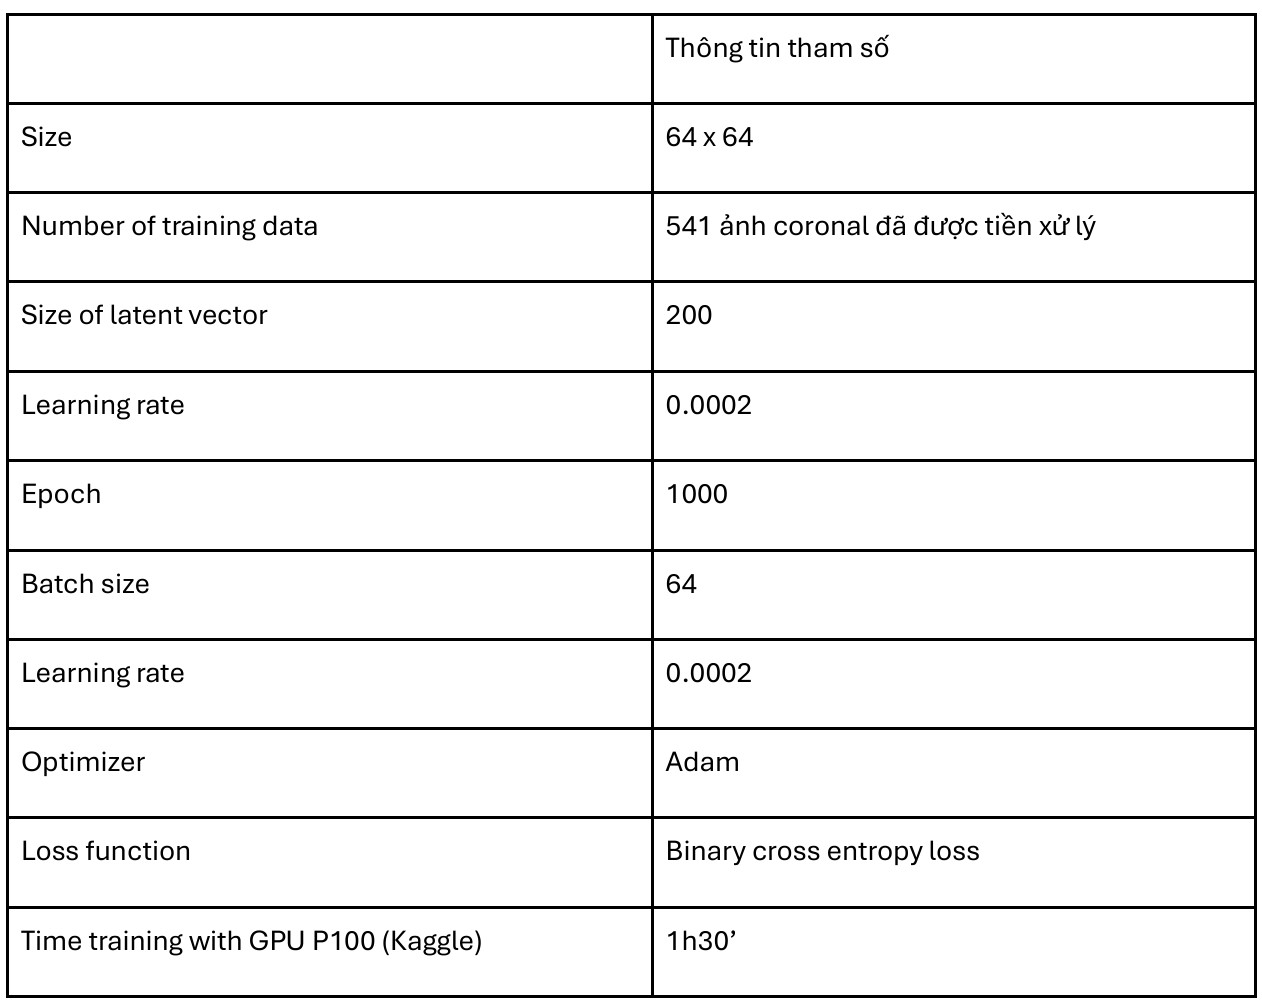 Thông tin tham số
Size
64 x 64
Number of training data
541 ảnh coronal đã được tiền xử lý
Size of latent vector
200
Learning rate
0.0002
Epoch
1000
Batch size
64
Learning rate
0.0002
Optimizer
Adam
Loss function
Binary cross entropy loss
Time training with GPU P100 (Kaggle)
1h30’